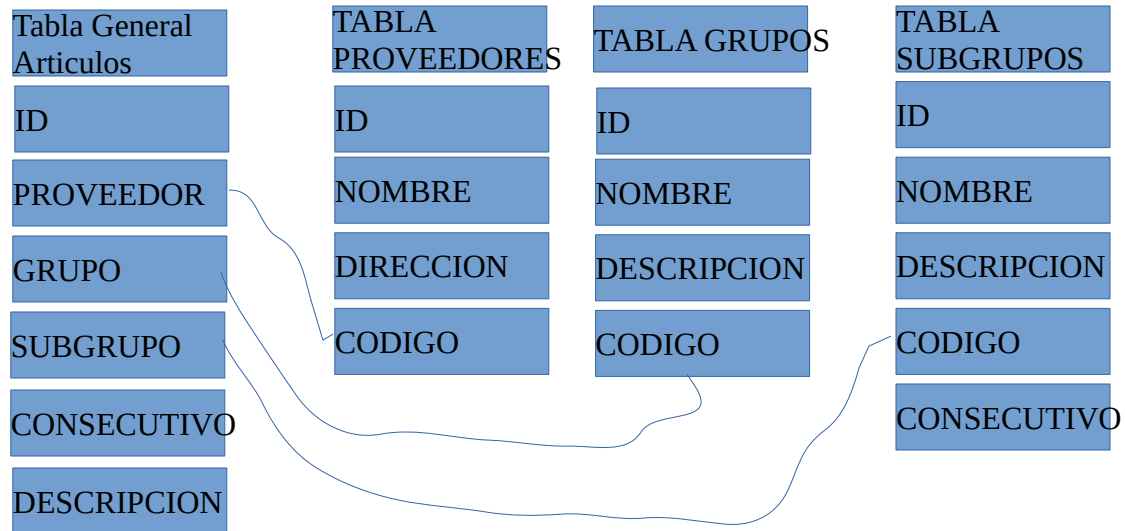 Tabla General
Articulos
ID
PROVEEDOR
GRUPO
SUBGRUPO
CONSECUTIVO
DESCRIPCION
TABLA
PROVEEDORES
ID
NOMBRE
DIRECCION
CODIGO
TABLA GRUPOS
ID
NOMBRE
DESCRIPCION
CODIGO
TABLA
SUBGRUPOS
ID
NOMBRE
DESCRIPCION
CODIGO
CONSECUTIVO